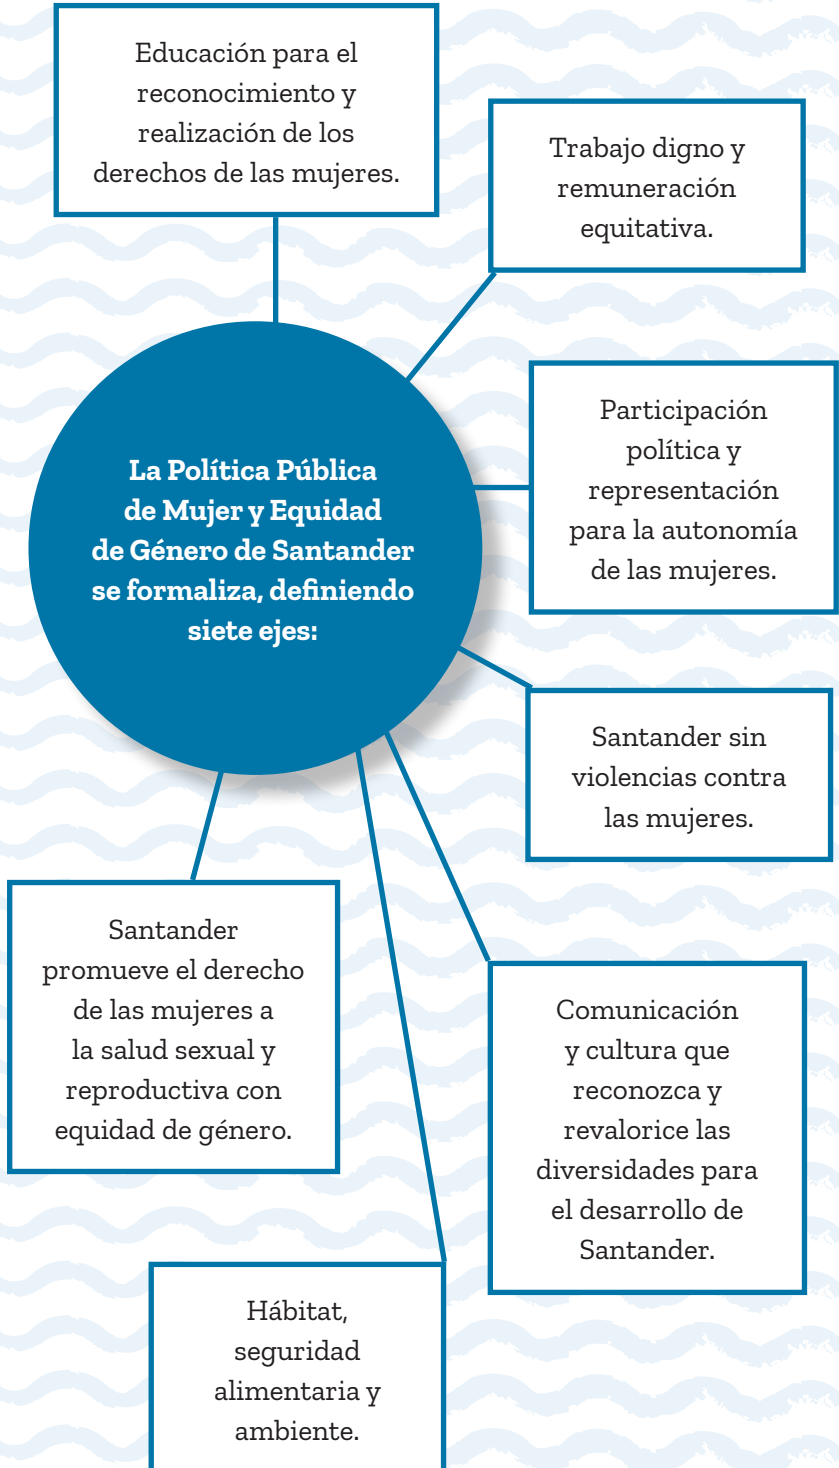 Educación para el
reconocimiento y
realización de los
derechos de las mujeres.
Trabajo digno y
remuneración
equitativa.
La Política Pública
de Mujer y Equidad
de Género de Santander
se formaliza, definiendo
siete ejes:
Participación
política y
representación
para la autonomía
de las mujeres.
Santander sin
violencias contra
las mujeres.
Santander
promueve el derecho
de las mujeres a
la salud sexual y
reproductiva con
equidad de género.
Comunicación
y cultura que
reconozca y
revalorice las
diversidades para
el desarrollo de
Santander.
Hábitat,
seguridad
alimentaria y
ambiente.